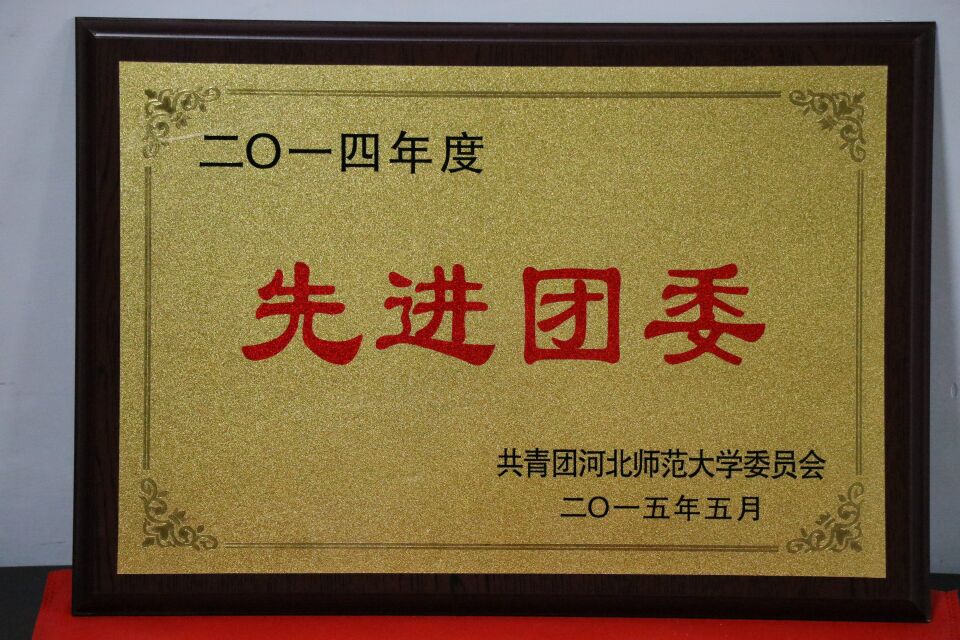 二〇一四年度
先进团委
共青团河北师范大学委员会
二〇一五年五月